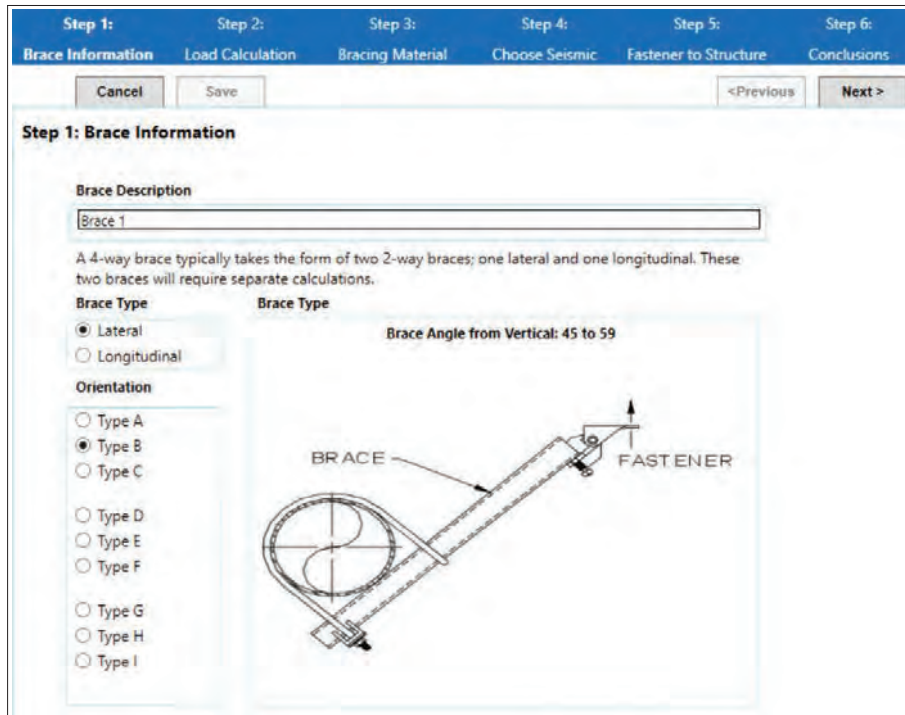 Step 1: Step 2: Step 3: Step 4: Step 5: Step 6:
Brace Information Load Calculation Bracing Material Choose Seismic Fastener to Structure Conclusions
Cancel Save <Previous Next >
Step 1: Brace Information
Brace Description
Brace 1
A 4-way brace typically takes the form of two 2-way braces; one lateral and one longitudinal. These
two braces will require separate calculations.
Brace Type Brace Type
Lateral
Longitudinal
Brace Angle from Vertical: 45 to 59
Orientation
Type A
Type B
Type C
Type D
Type E
Type F
Type G
Type H
Type I
BRACE
FASTENER